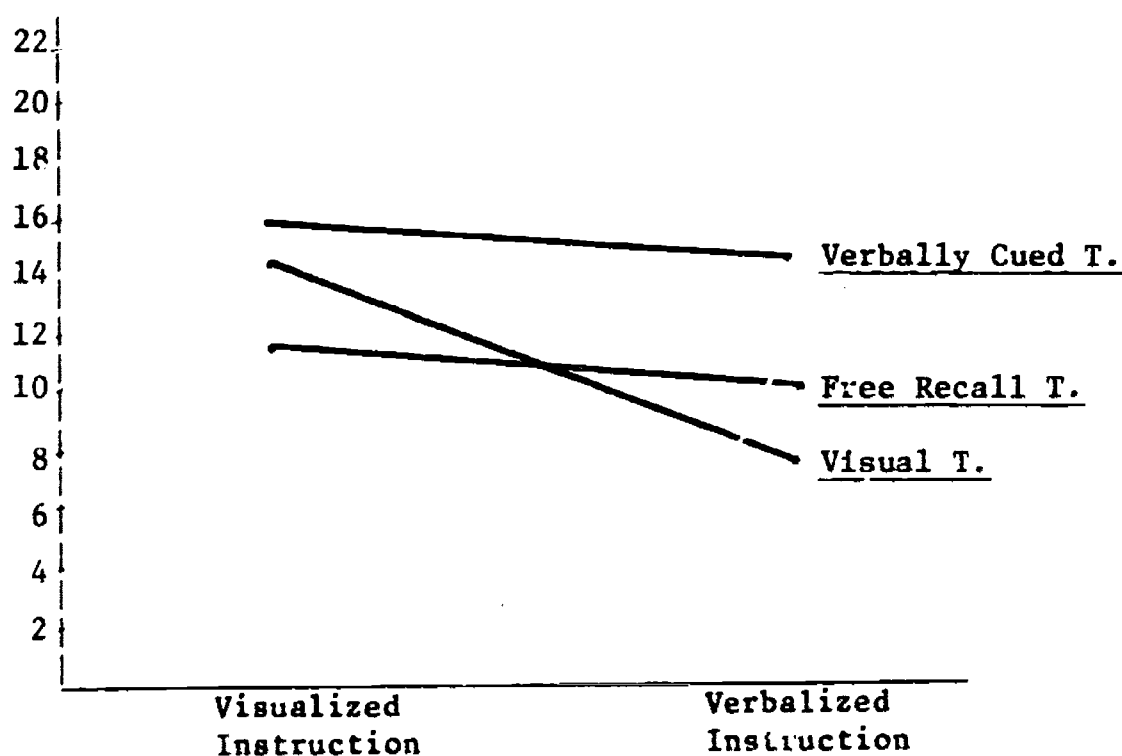 22
20
18
16
14
12
10
8
6
4
2
Verbally Cued T.
Free Recall T.
Visual T.
Visualized
Instruction
Verbalized
Instruction